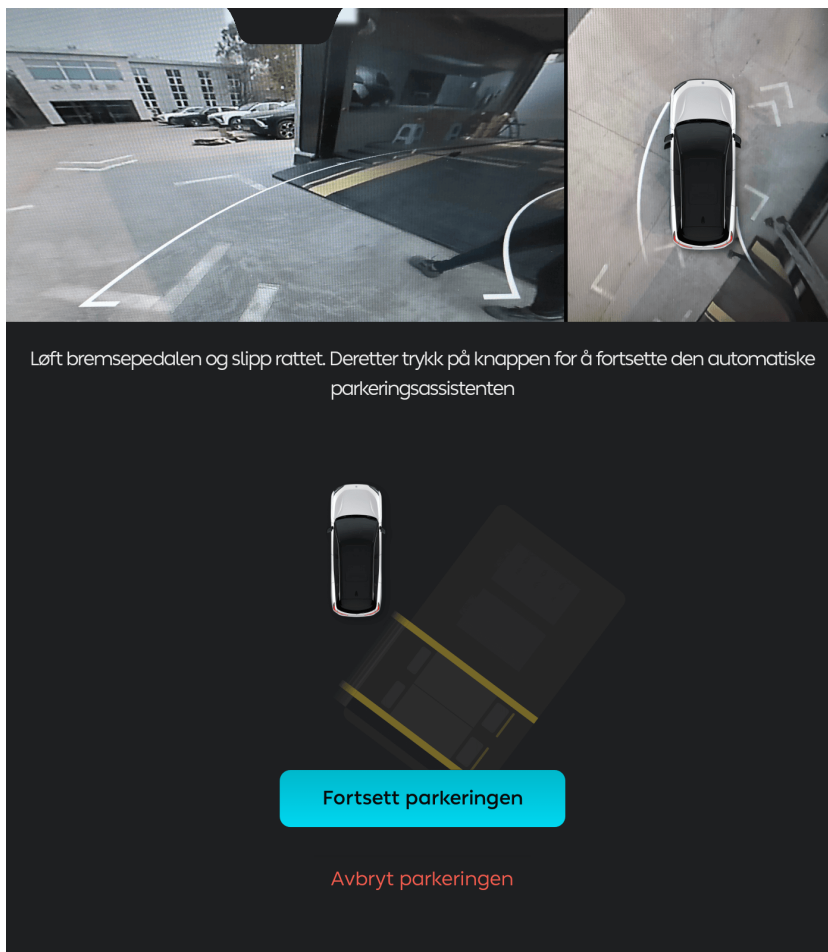 Løft bremsepedalen og slipp rattet. Deretter trykk på knappen for å fortsette den automatiske
parkeringsassistenten
Fortsett parkeringen
Avbryt parkeringen